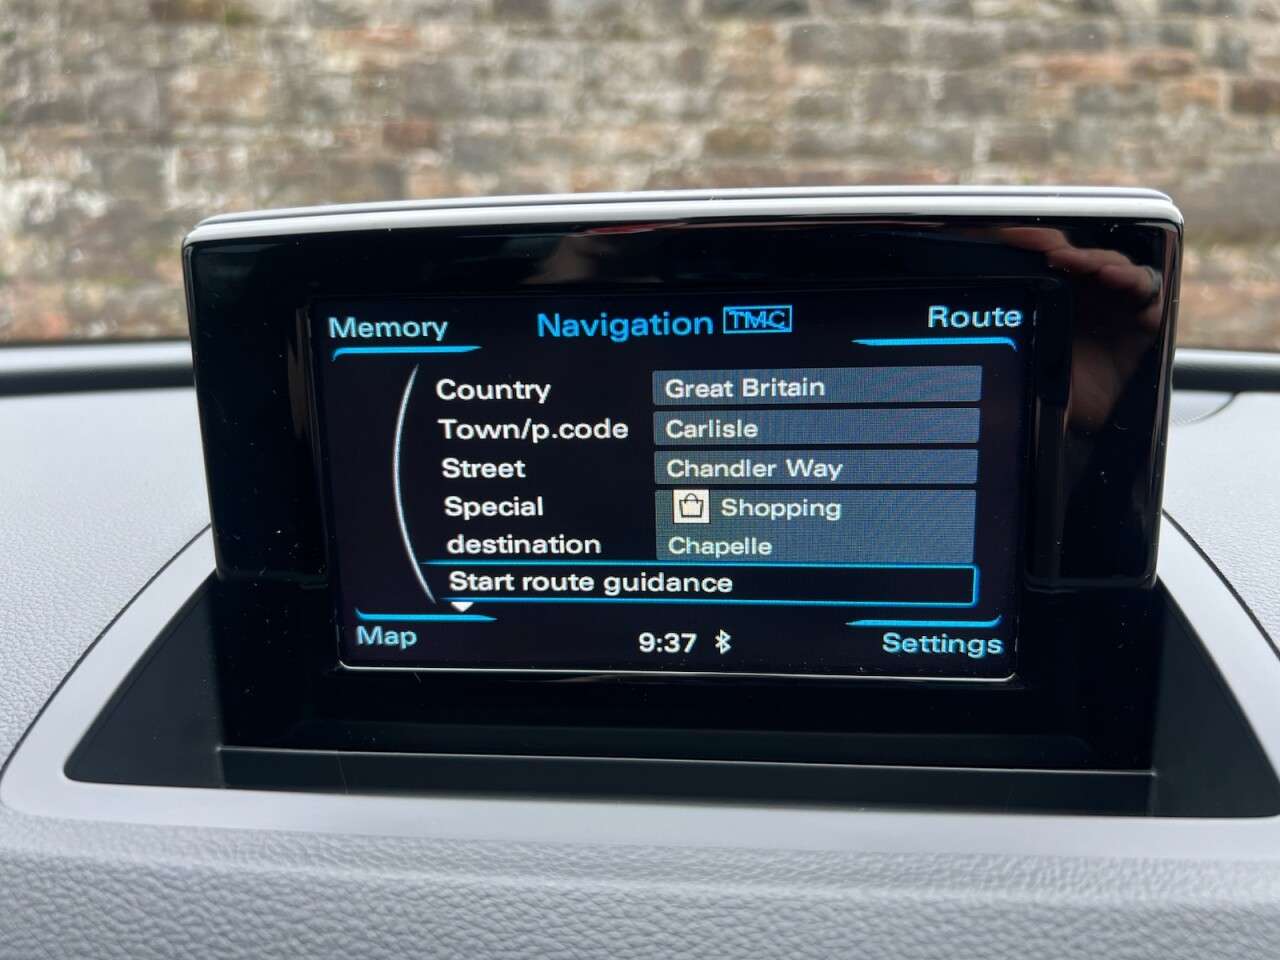 Memory Navigation TMC Route
Country Great Britain
Town/p.code Carlisle
Street Chandler Way
Special Shopping
destination Chapelle
Start route guidance
Map 9:37 Settings